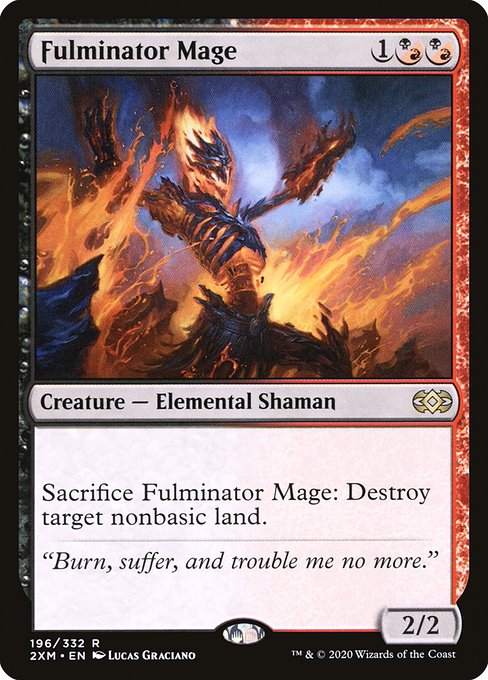 Fulminator Mage 1
Creature — Elemental Shaman
Sacrifice Fulminator Mage: Destroy
target nonbasic land.
“Burn, suffer, and trouble me no more.”
2/2
196/332 R
2XM • EN Lucas Graciano
™ & © 2020 Wizards of the Coast